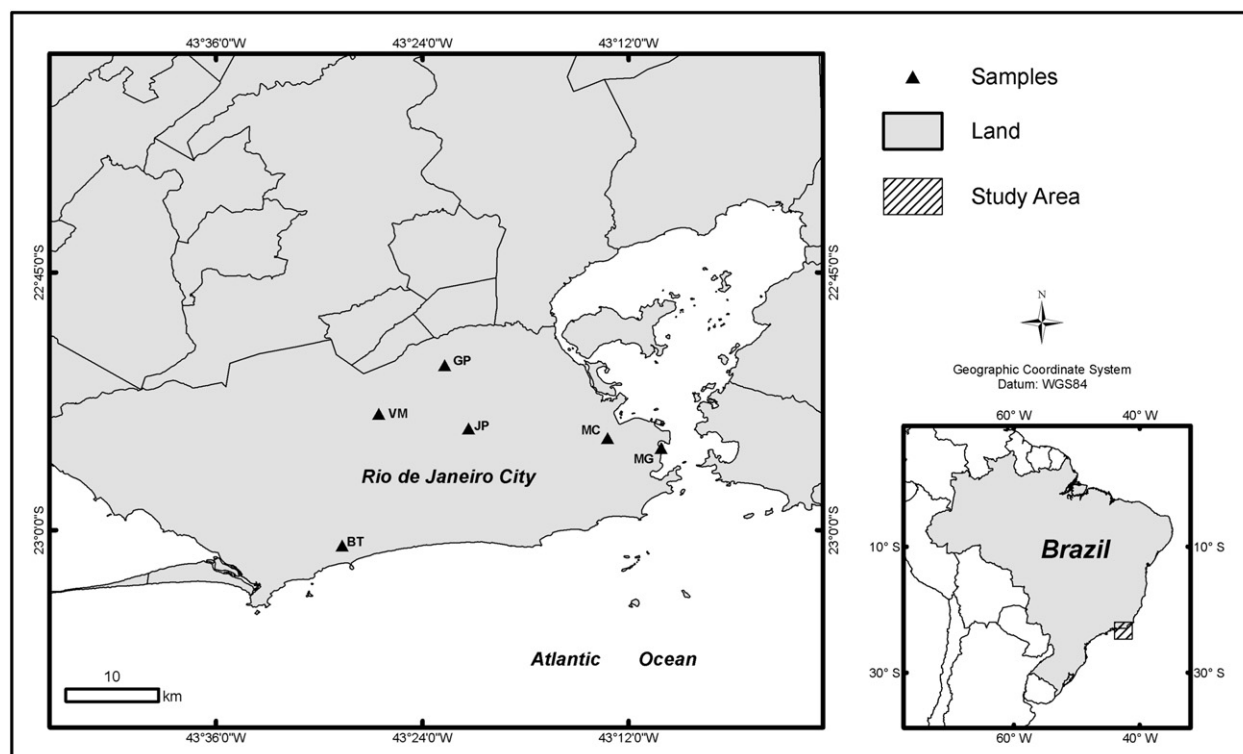 43°36'0"W
43°24'0"W
43°12'0"W
22°45'0"S
22°45'0"S
GP
VM
JP
MC
MG
Rio de Janeiro City
23°0'0"S
23°0'0"S
BT
Atlantic Ocean
10
km
43°36'0"W
43°24'0"W
43°12'0"W
Samples
Land
Study Area
N
Geographic Coordinate System
Datum: WGS84
60° W
40° W
10° S
10° S
Brazil
30° S
30° S
60° W
40° W